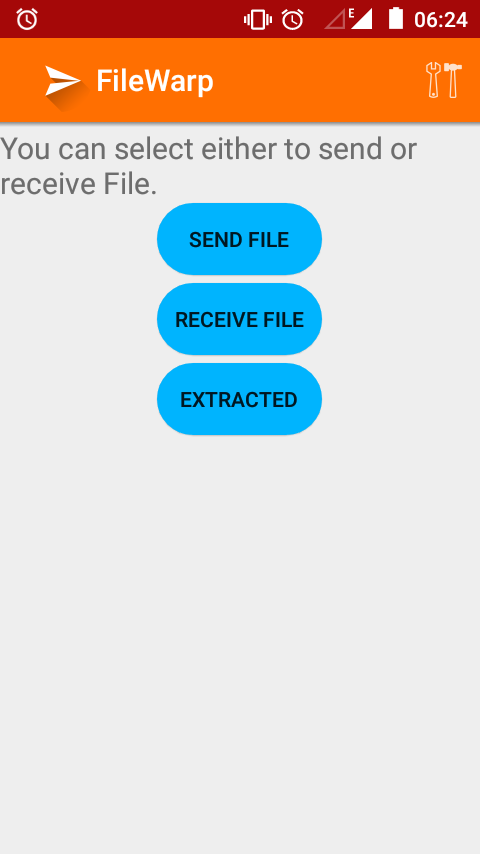 E 06:24
FileWarp
You can select either to send or
receive File.
SEND FILE
RECEIVE FILE
EXTRACTED